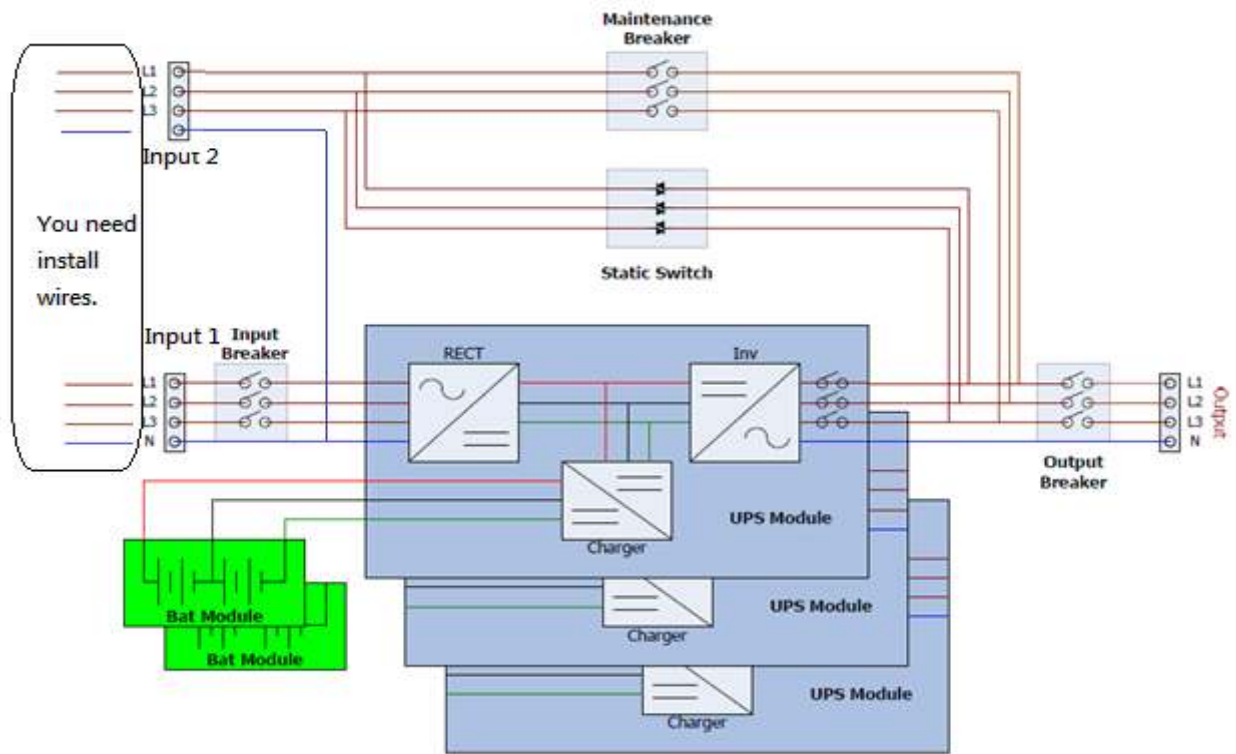 Maintenance
Breaker
L1
L2
L3
Input 2
You need
install
wires.
Static Switch
Input 1
Input
Breaker
RECT
Inv
L1
L2
L3
N
L1
L2
L3
N
Output
Output
Breaker
UPS Module
Charger
Bat Module
UPS Module
Charger
Bat Module
UPS Module
Charger